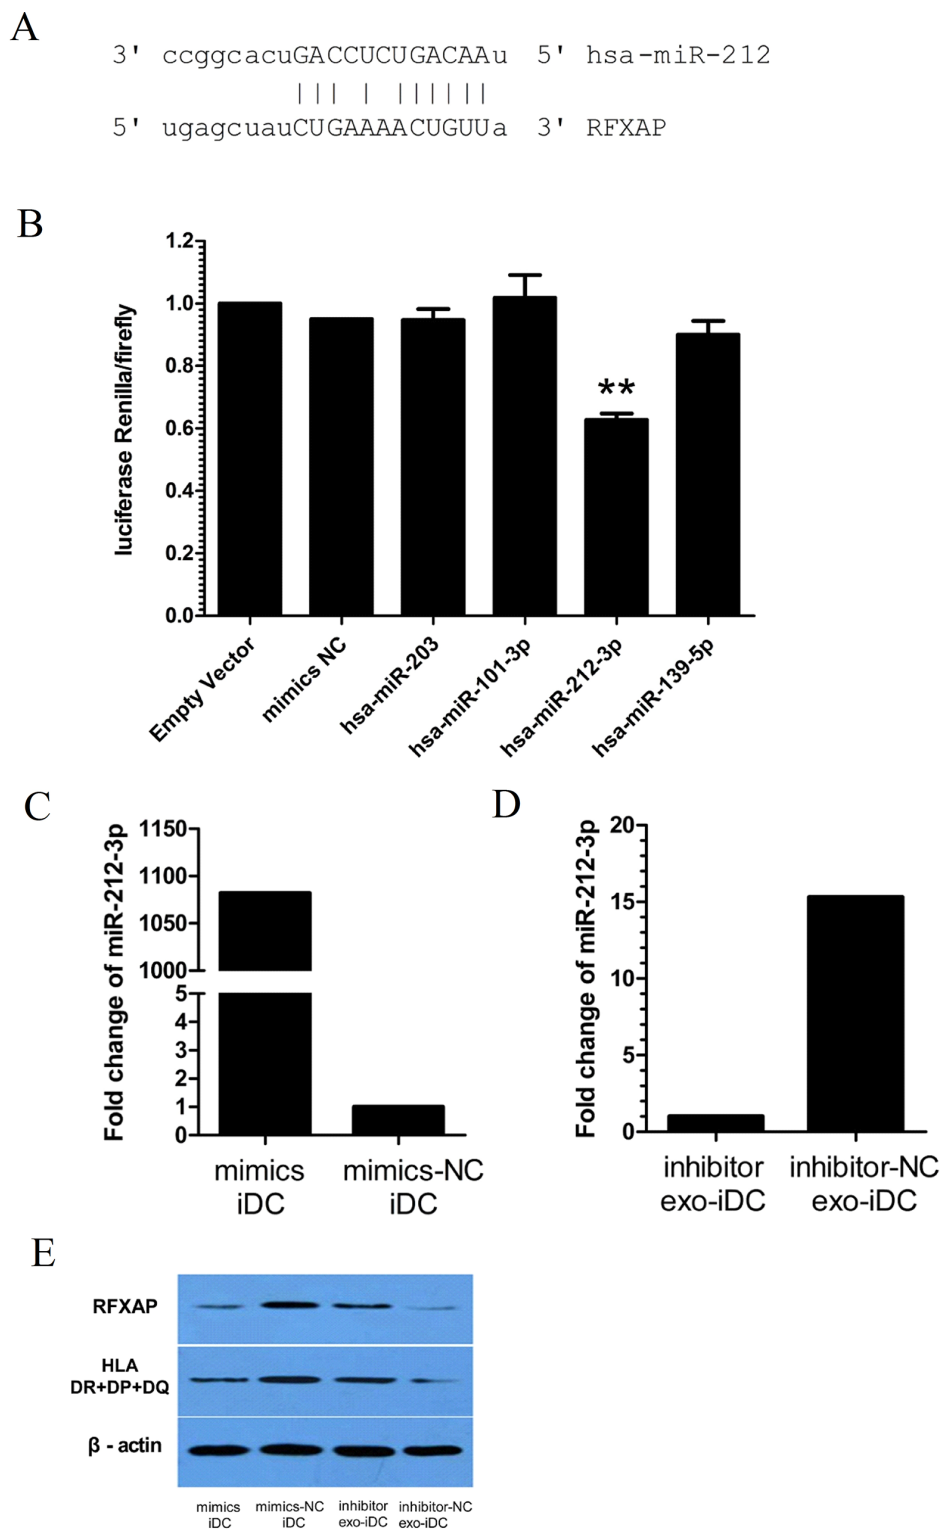 A
3' ccggcacuGACCUCUGACAAu 5' hsa-miR-212
||| | ||||||
5' ugagcuauCUGAAAACUGUUa 3' RFXAP
B
luciferase Renilla/firefly
1.2
1.0
0.8
0.6
0.4
0.2
0.0
**
Empty Vector
mimics NC
hsa-miR-203
hsa-miR-101-3p
hsa-miR-212-3p
hsa-miR-139-5p
C
Fold change of miR-212-3p
1150
1100
1050
1000
5
4
3
2
1
0
mimics
iDC
mimics-NC
iDC
D
Fold change of miR-212-3p
20
15
10
5
0
inhibitor
exo-iDC
inhibitor-NC
exo-iDC
E
RFXAP
HLA
DR+DP+DQ
β - actin
mimics
iDC
mimics-NC
iDC
inhibitor
exo-iDC
inhibitor-NC
exo-iDC